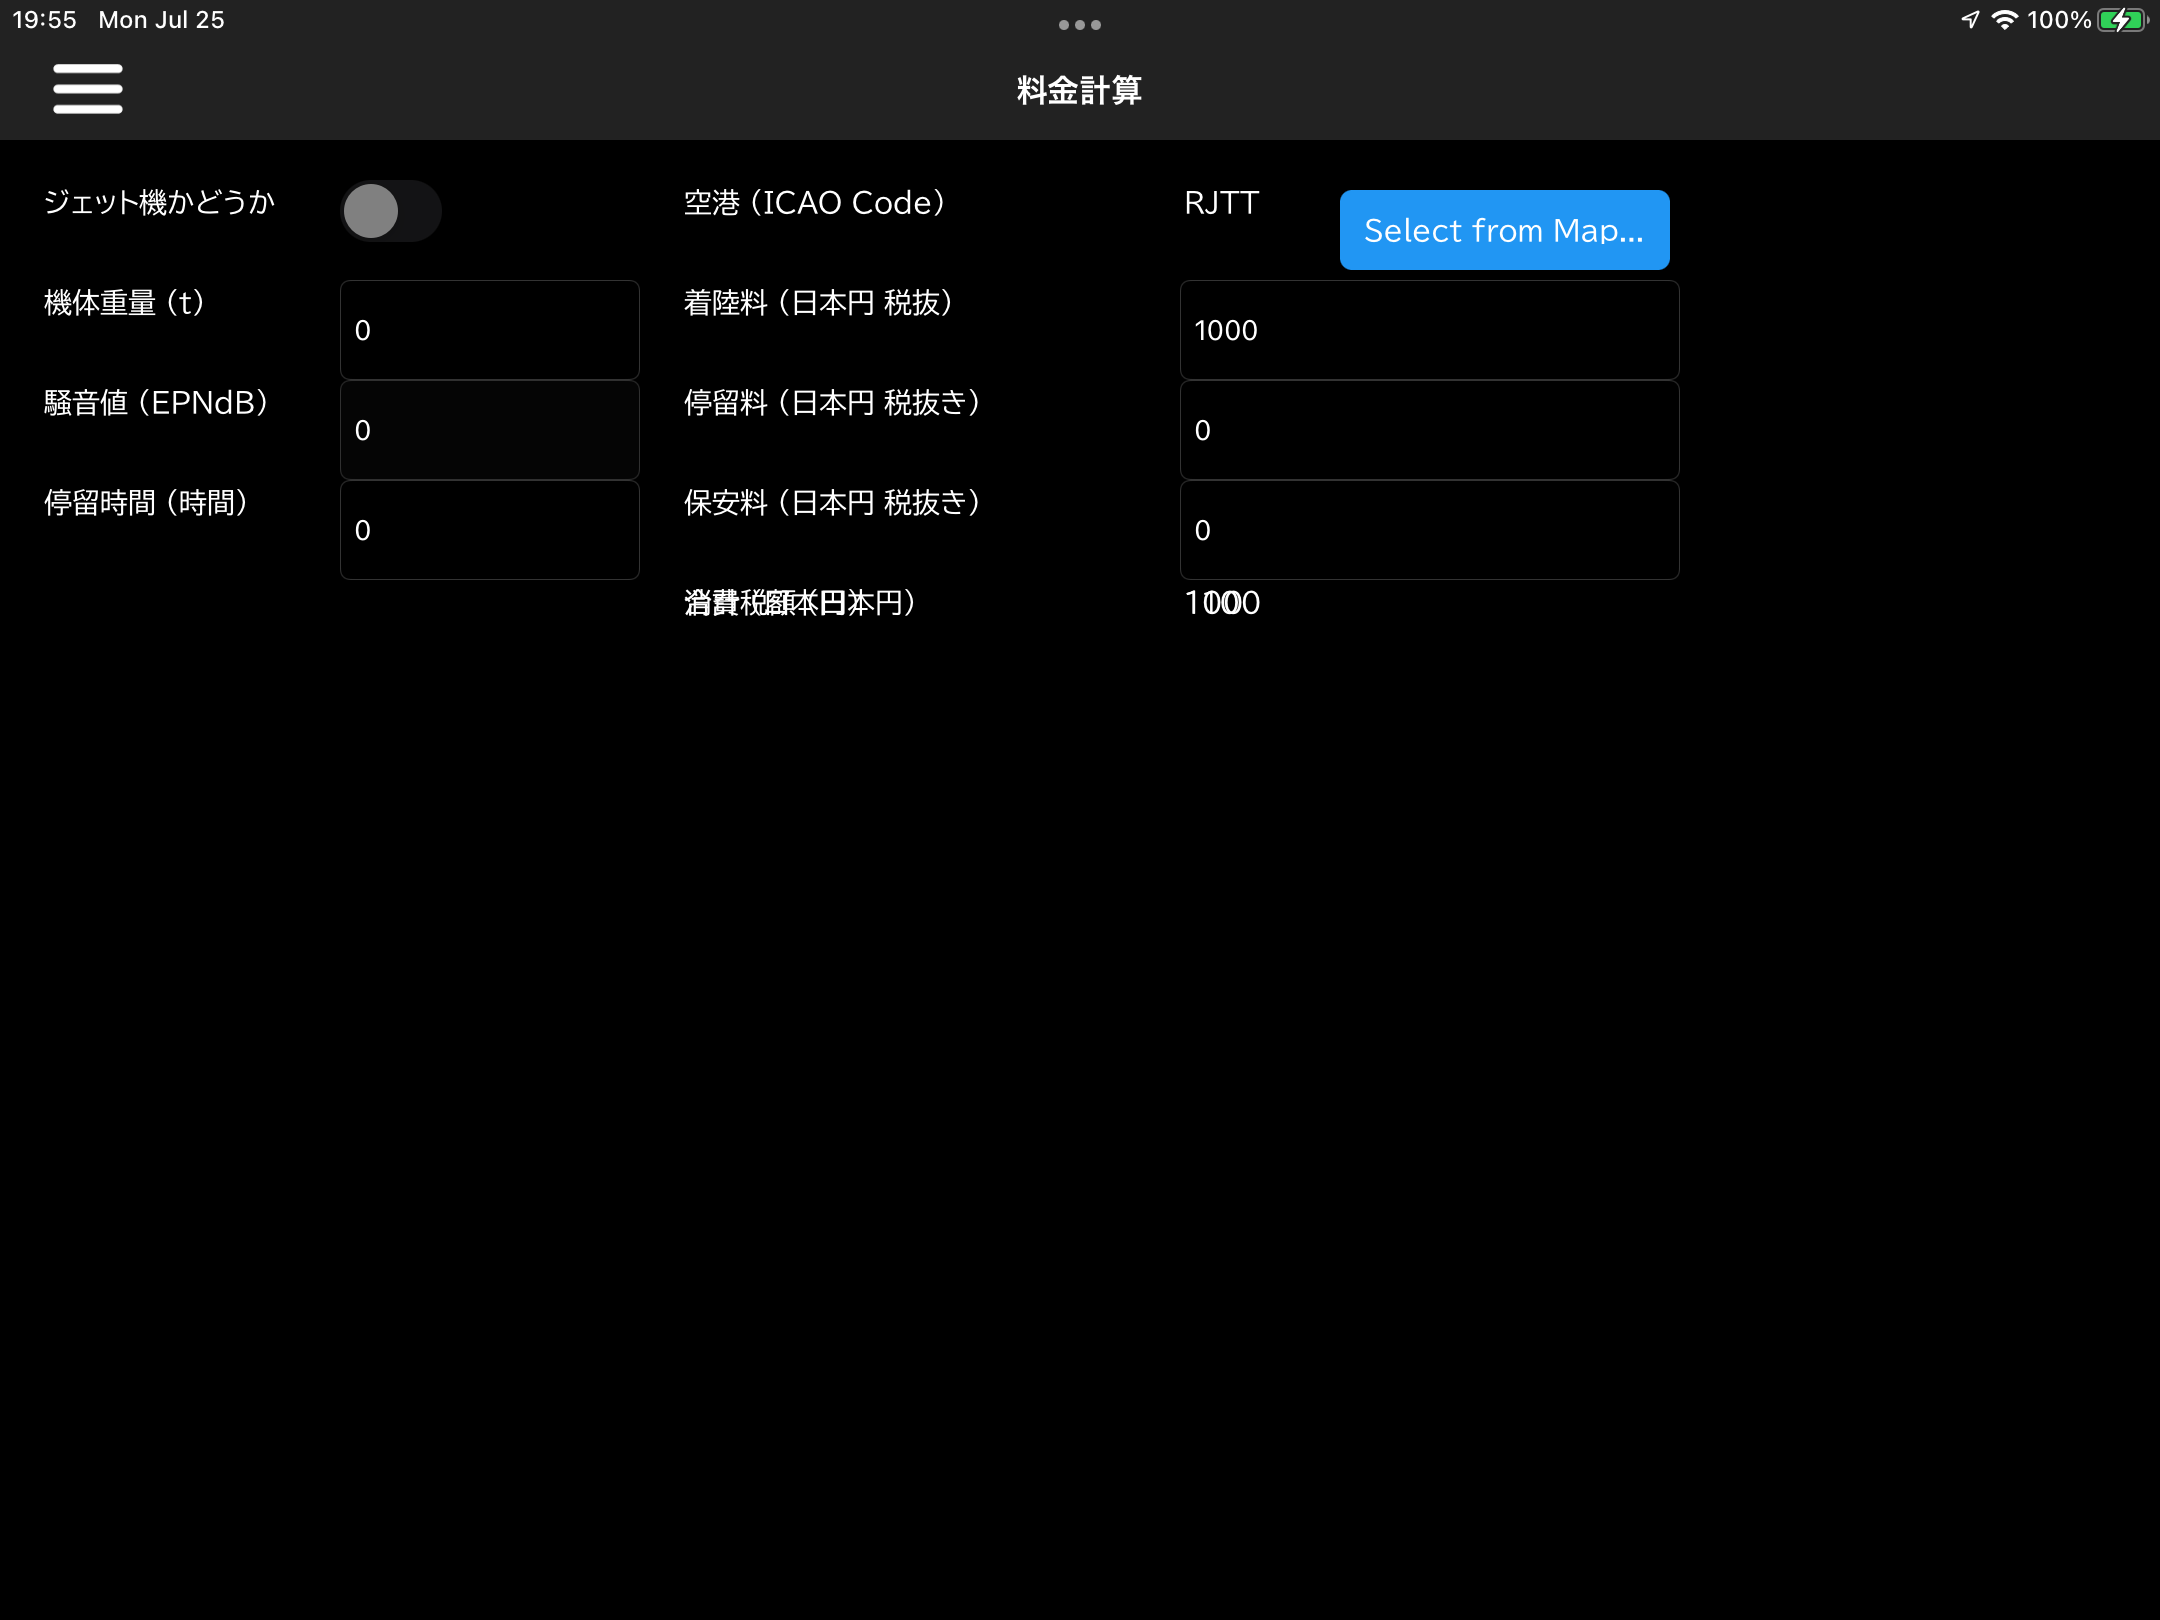 19:55 Mon Jul 25
100%
料金計算
ジェット機かどうか
空港（ICAO Code）
RJTT
Select from Map...
機体重量（t）
0
着陸料（日本円 税抜）
1000
騒音値（EPNdB）
0
停留料（日本円 税抜き）
0
停留時間（時間）
0
保安料（日本円 税抜き）
0